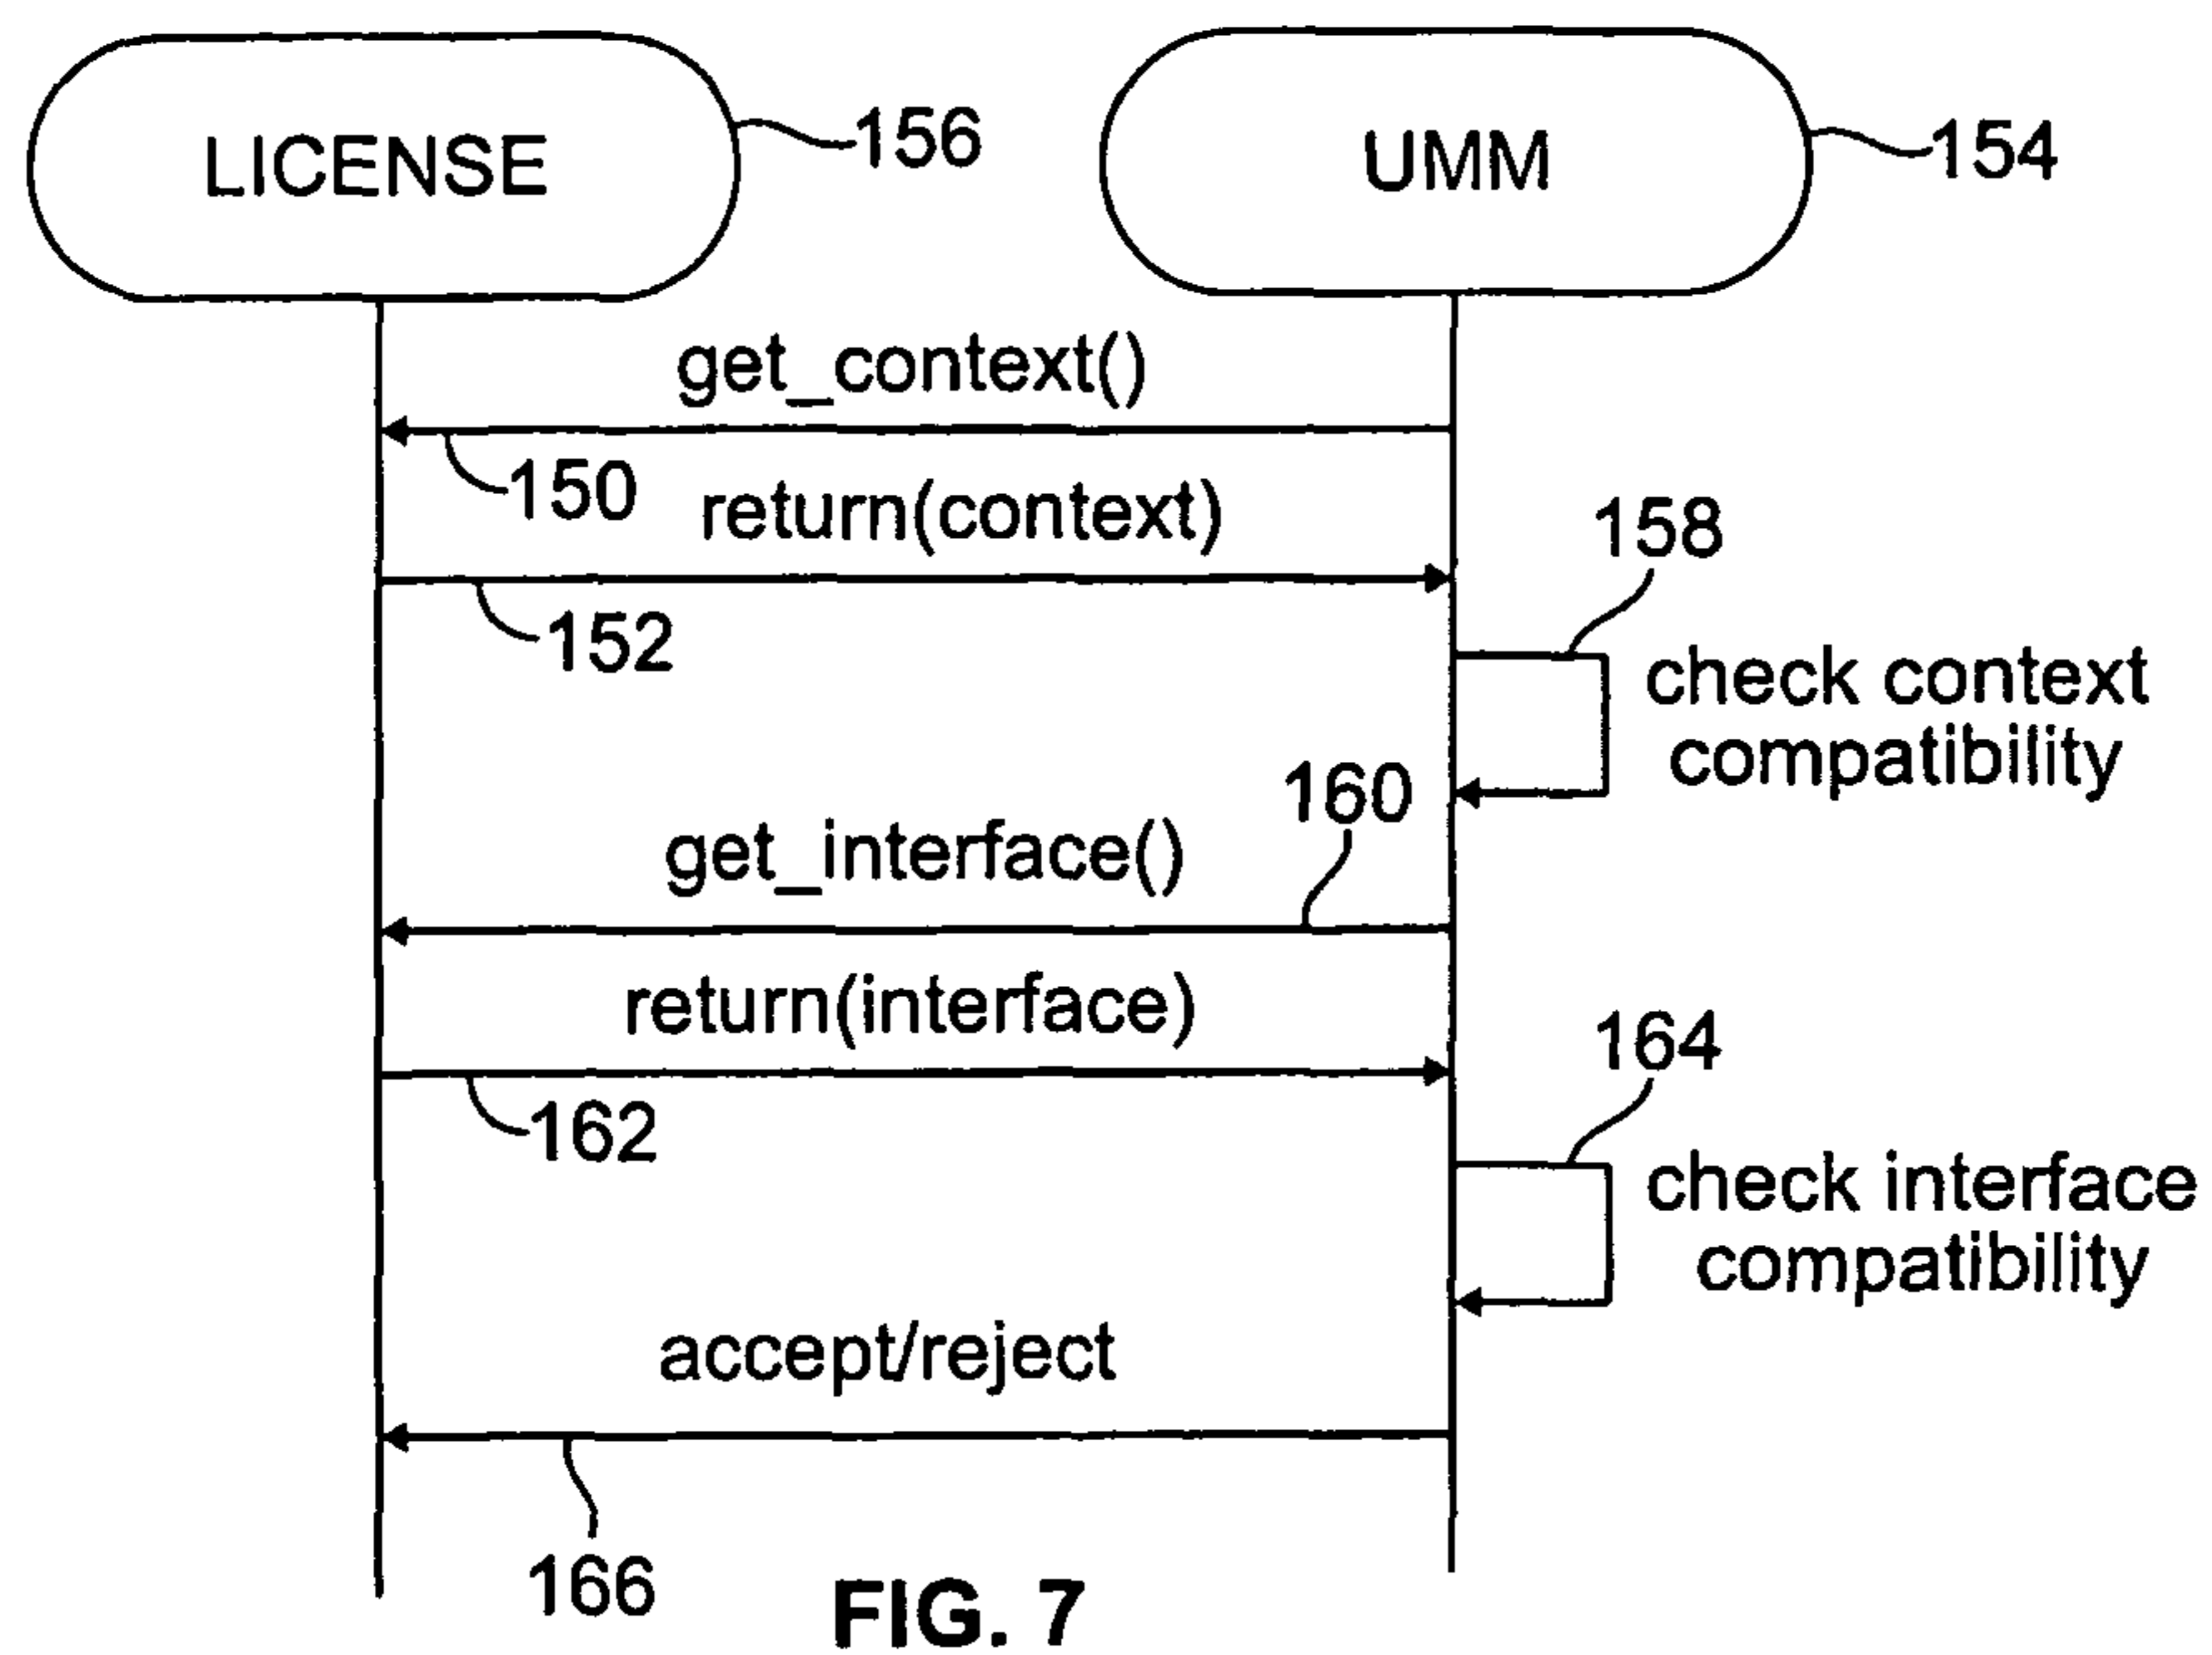 LICENSE
156
UMM
154
get_context()
150
return(context)
152
158
check context
compatibility
160
get_interface()
return(interface)
162
164
check interface
compatibility
accept/reject
166
FIG. 7